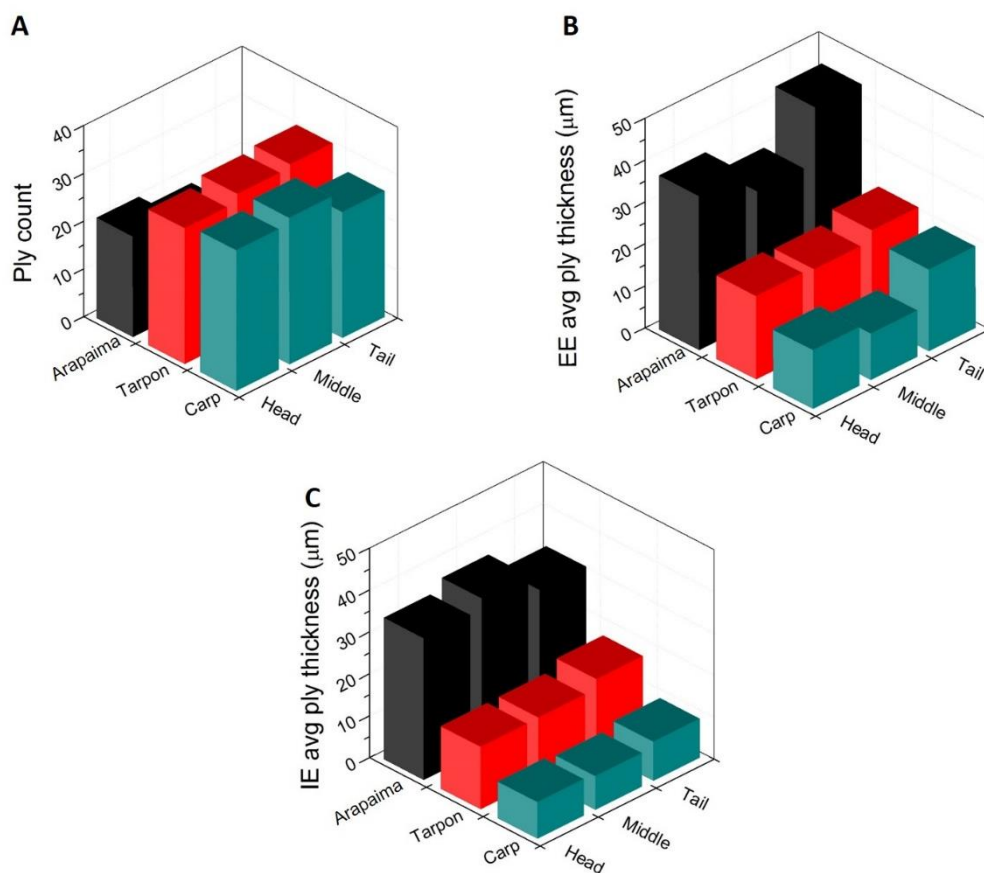 A
Ply count
40
30
20
10
0
Arapaima
Tarpon
Carp
Head
Middle
Tail
B
EE avg ply thickness (μm)
50
40
30
20
10
0
Arapaima
Tarpon
Carp
Head
Middle
Tail
C
IE avg ply thickness (μm)
50
40
30
20
10
0
Arapaima
Tarpon
Carp
Head
Middle
Tail